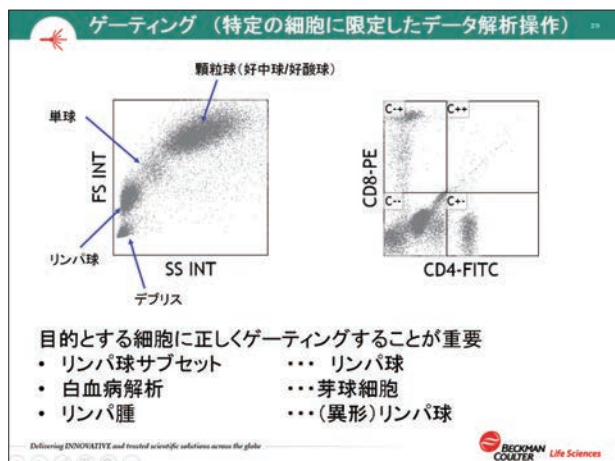 ゲーティング （特定の細胞に限定したデータ解析操作）
顆粒球（好中球/好酸球）
単球
FS INT
リンパ球
SS INT
デブリス
CD8-PE
C-+
C++
C--
C+-
CD4-FITC
目的とする細胞に正しくゲーティングすることが重要
• リンパ球サブセット ･･･ リンパ球
• 白血病解析 ･･･芽球細胞
• リンパ腫 ･･･（異形）リンパ球
Delivering INNOVATIVE and trusted scientific solutions across the globe
BECKMAN
COULTER Life Sciences